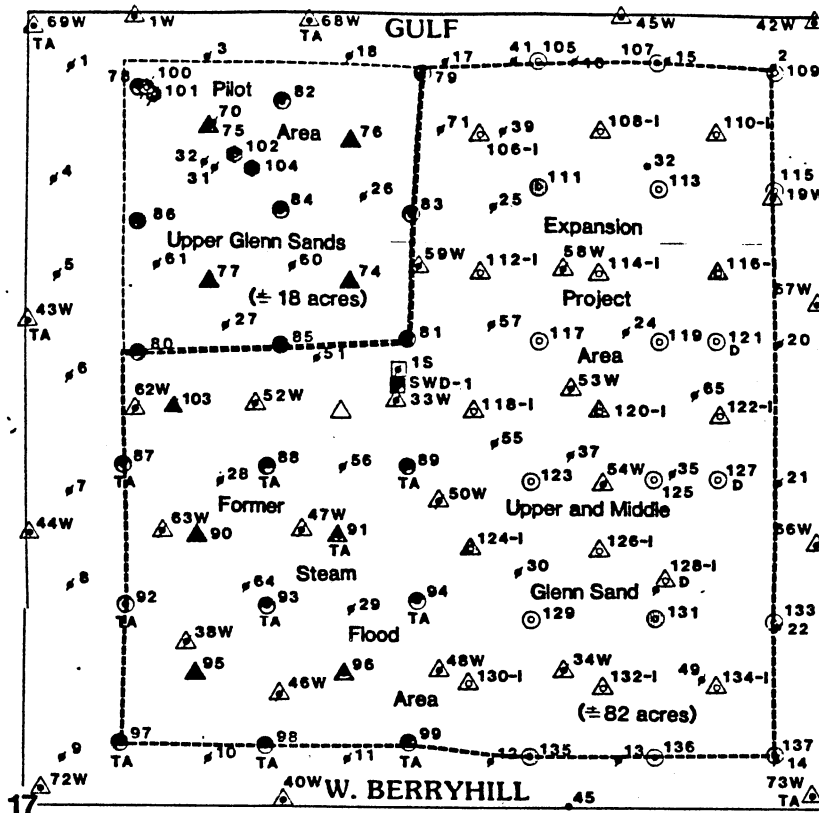 69W 1W 68W GULF 45W 42W
TA TA
1 3 18 17 41 105 107 15 2
78 100 Pilot 82 79 109
101
70
75 Area 76 71 39 108-I 110-I
106-I
32 102
31 104 32
4 26 111 113 115
84 83 25 19W
86 Expansion
Upper Glenn Sands
61 60 59W 112-I 58W 114-I 116-I
5 77 74
(± 18 acres) Project 57W
43W
TA 27 57 24
80 85 81 117 119 121 20
D
51 Area
6 1S
SWD-1 53W 65
62W 103 52W 33W 118-I 120-I 122-I
55
87 88 89 37
TA TA TA
28 56 123 54W 35 127 21
125 D
7 Former 50W Upper and Middle
44W 63W 90 47W 91 124-I 126-I 66W
TA
Steam 30 128-I
D
8 64 Glenn Sand
92 93 29 94 129 131 133
TA TA TA 22
Flood
38W
95 96 48W 34W 49
46W 130-I 132-I 134-I
Area (± 82 acres)
97 98 99
TA TA TA
9 10 11 12 135 13 136 137
14
72W 40W W. BERRYHILL 73W
TA
17 45